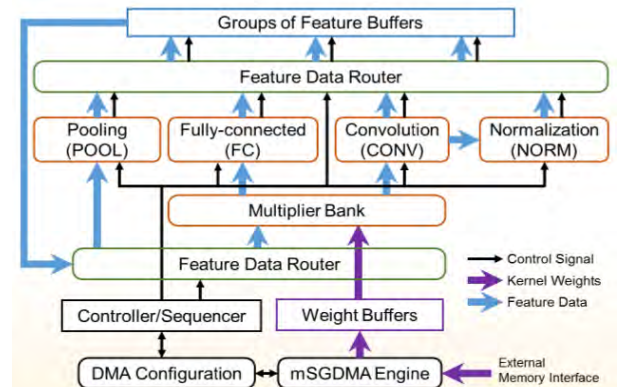 Groups of Feature Buffers
Feature Data Router
Pooling
(POOL)
Fully-connected
(FC)
Convolution
(CONV)
Normalization
(NORM)
Multiplier Bank
Feature Data Router
Control Signal
Kernel Weights
Feature Data
Controller/Sequencer
Weight Buffers
DMA Configuration
mSGDMA Engine
External
Memory Interface